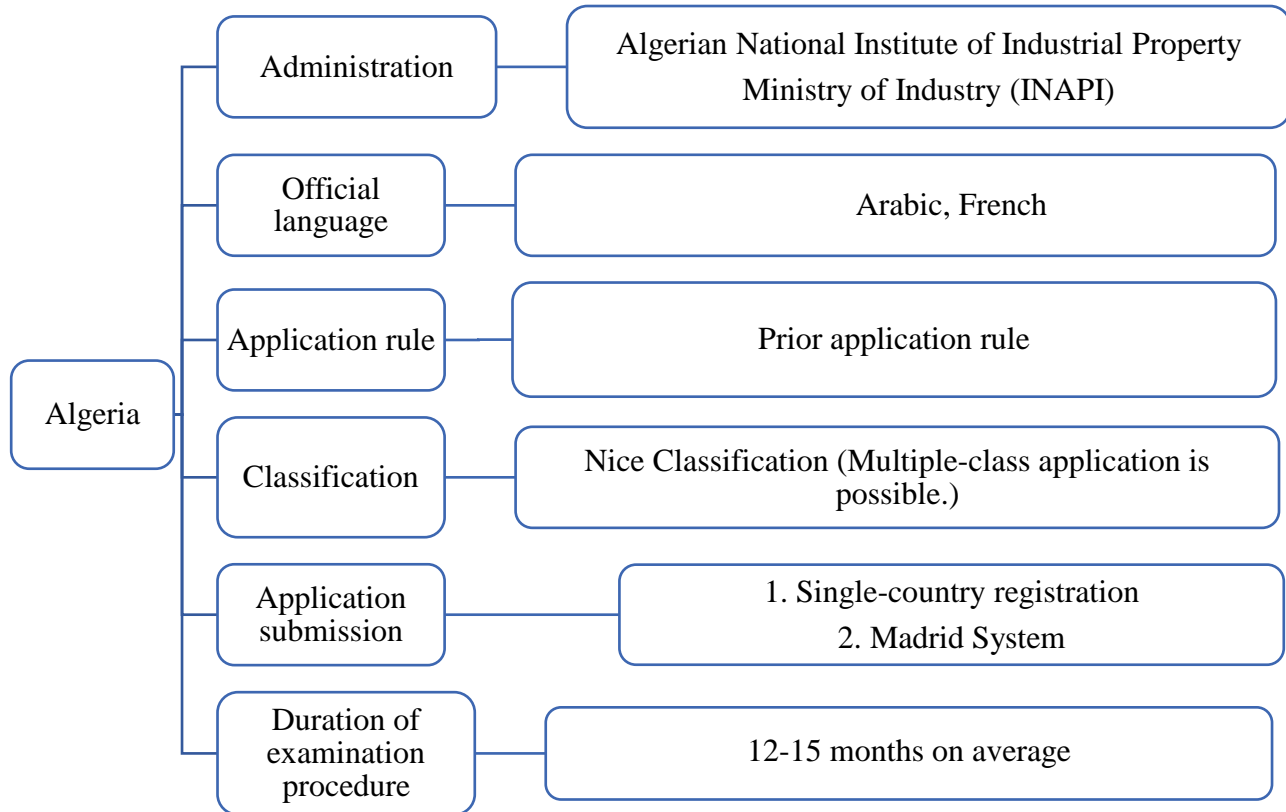 Algeria
Administration
Algerian National Institute of Industrial Property
Ministry of Industry (INAPI)
Official
language
Arabic, French
Application rule
Prior application rule
Classification
Nice Classification (Multiple-class application is
possible.)
Application
submission
1. Single-country registration
2. Madrid System
Duration of
examination
procedure
12-15 months on average